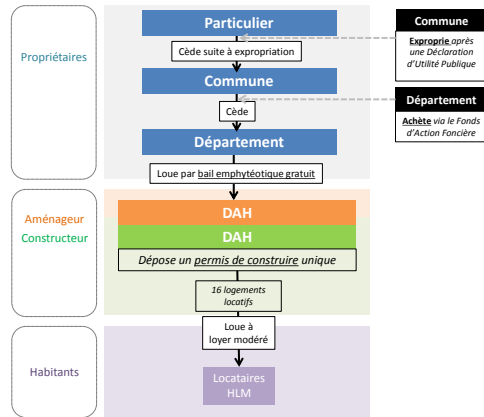 Particulier
Commune
Exproprie après
une Déclaration
d'Utilité Publique
Propriétaires
Cède suite à expropriation
Commune
Cède
Département
Achète via le Fonds
d'Action Foncière
Département
Loue par bail emphytéotique gratuit
Aménageur
Constructeur
DAH
DAH
Dépose un permis de construire unique
16 logements
locatifs
Loue à
loyer modéré
Habitants
Locataires
HLM